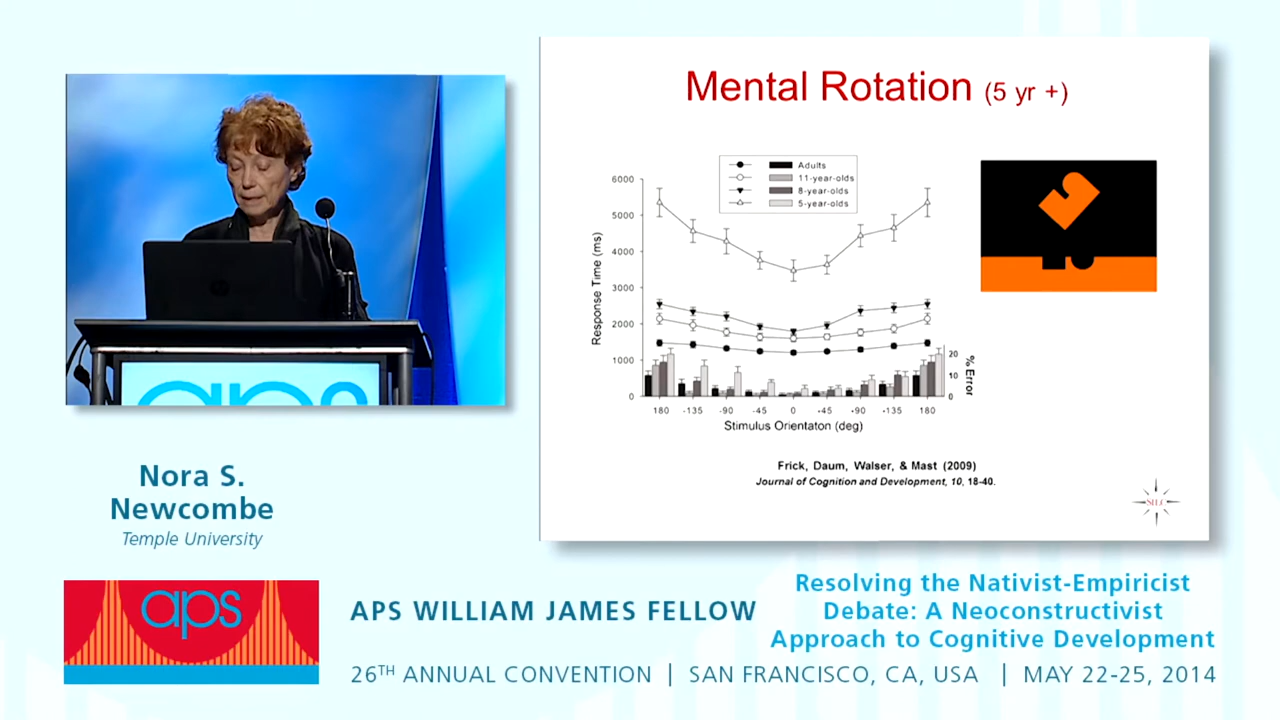 Mental Rotation (5 yr +)
Adults
11-year-olds
8-year-olds
5-year-olds
6000
5000
4000
3000
2000
1000
0
Response Time (ms)
20
10
0
% Error
180 -135 -90 -45 0 +45 +90 +135 180
Stimulus Orientaton (deg)
Frick, Daum, Walser, & Mast (2009)
Journal of Cognition and Development, 10, 18-40.
SILC
aps
Nora S.
Newcombe
Temple University
aps
APS WILLIAM JAMES FELLOW
Resolving the Nativist-Empiricist
Debate: A Neoconstructivist
Approach to Cognitive Development
26TH ANNUAL CONVENTION | SAN FRANCISCO, CA, USA | MAY 22-25, 2014